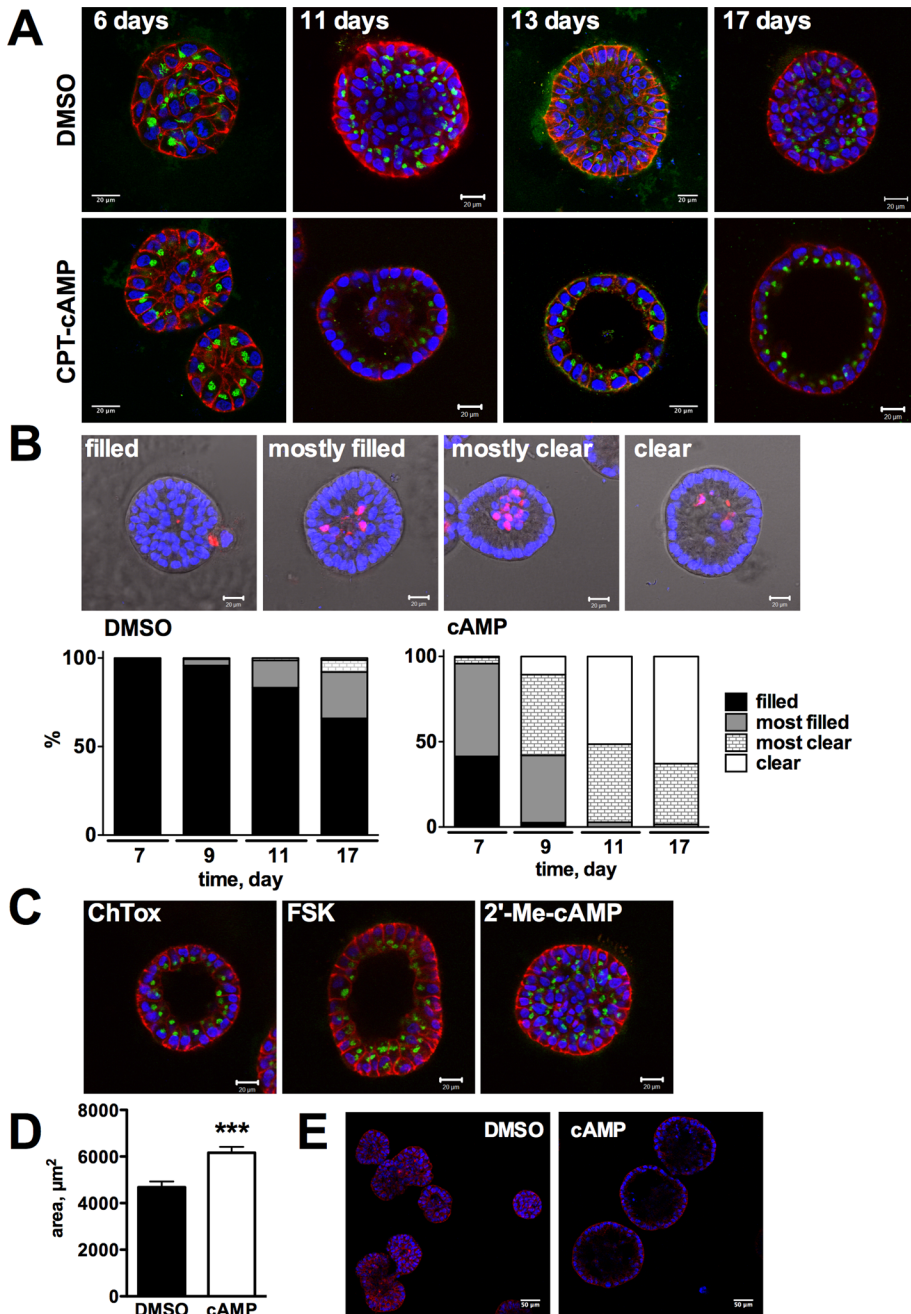 A
6 days
11 days
13 days
17 days
DMSO
20 µm
20 µm
20 µm
20 µm
CPT-cAMP
20 µm
20 µm
20 µm
20 µm
B
filled
mostly filled
mostly clear
clear
20 µm
20 µm
20 µm
20 µm
DMSO
cAMP
100
50
0
%
7
9
11
17
time, day
100
50
0
7
9
11
17
time, day
filled
most filled
most clear
clear
C
ChTox
FSK
2'-Me-cAMP
20 µm
20 µm
20 µm
D
8000
6000
4000
2000
0
area, µm²
***
DMSO
cAMP
E
DMSO
cAMP
50 µm
50 µm